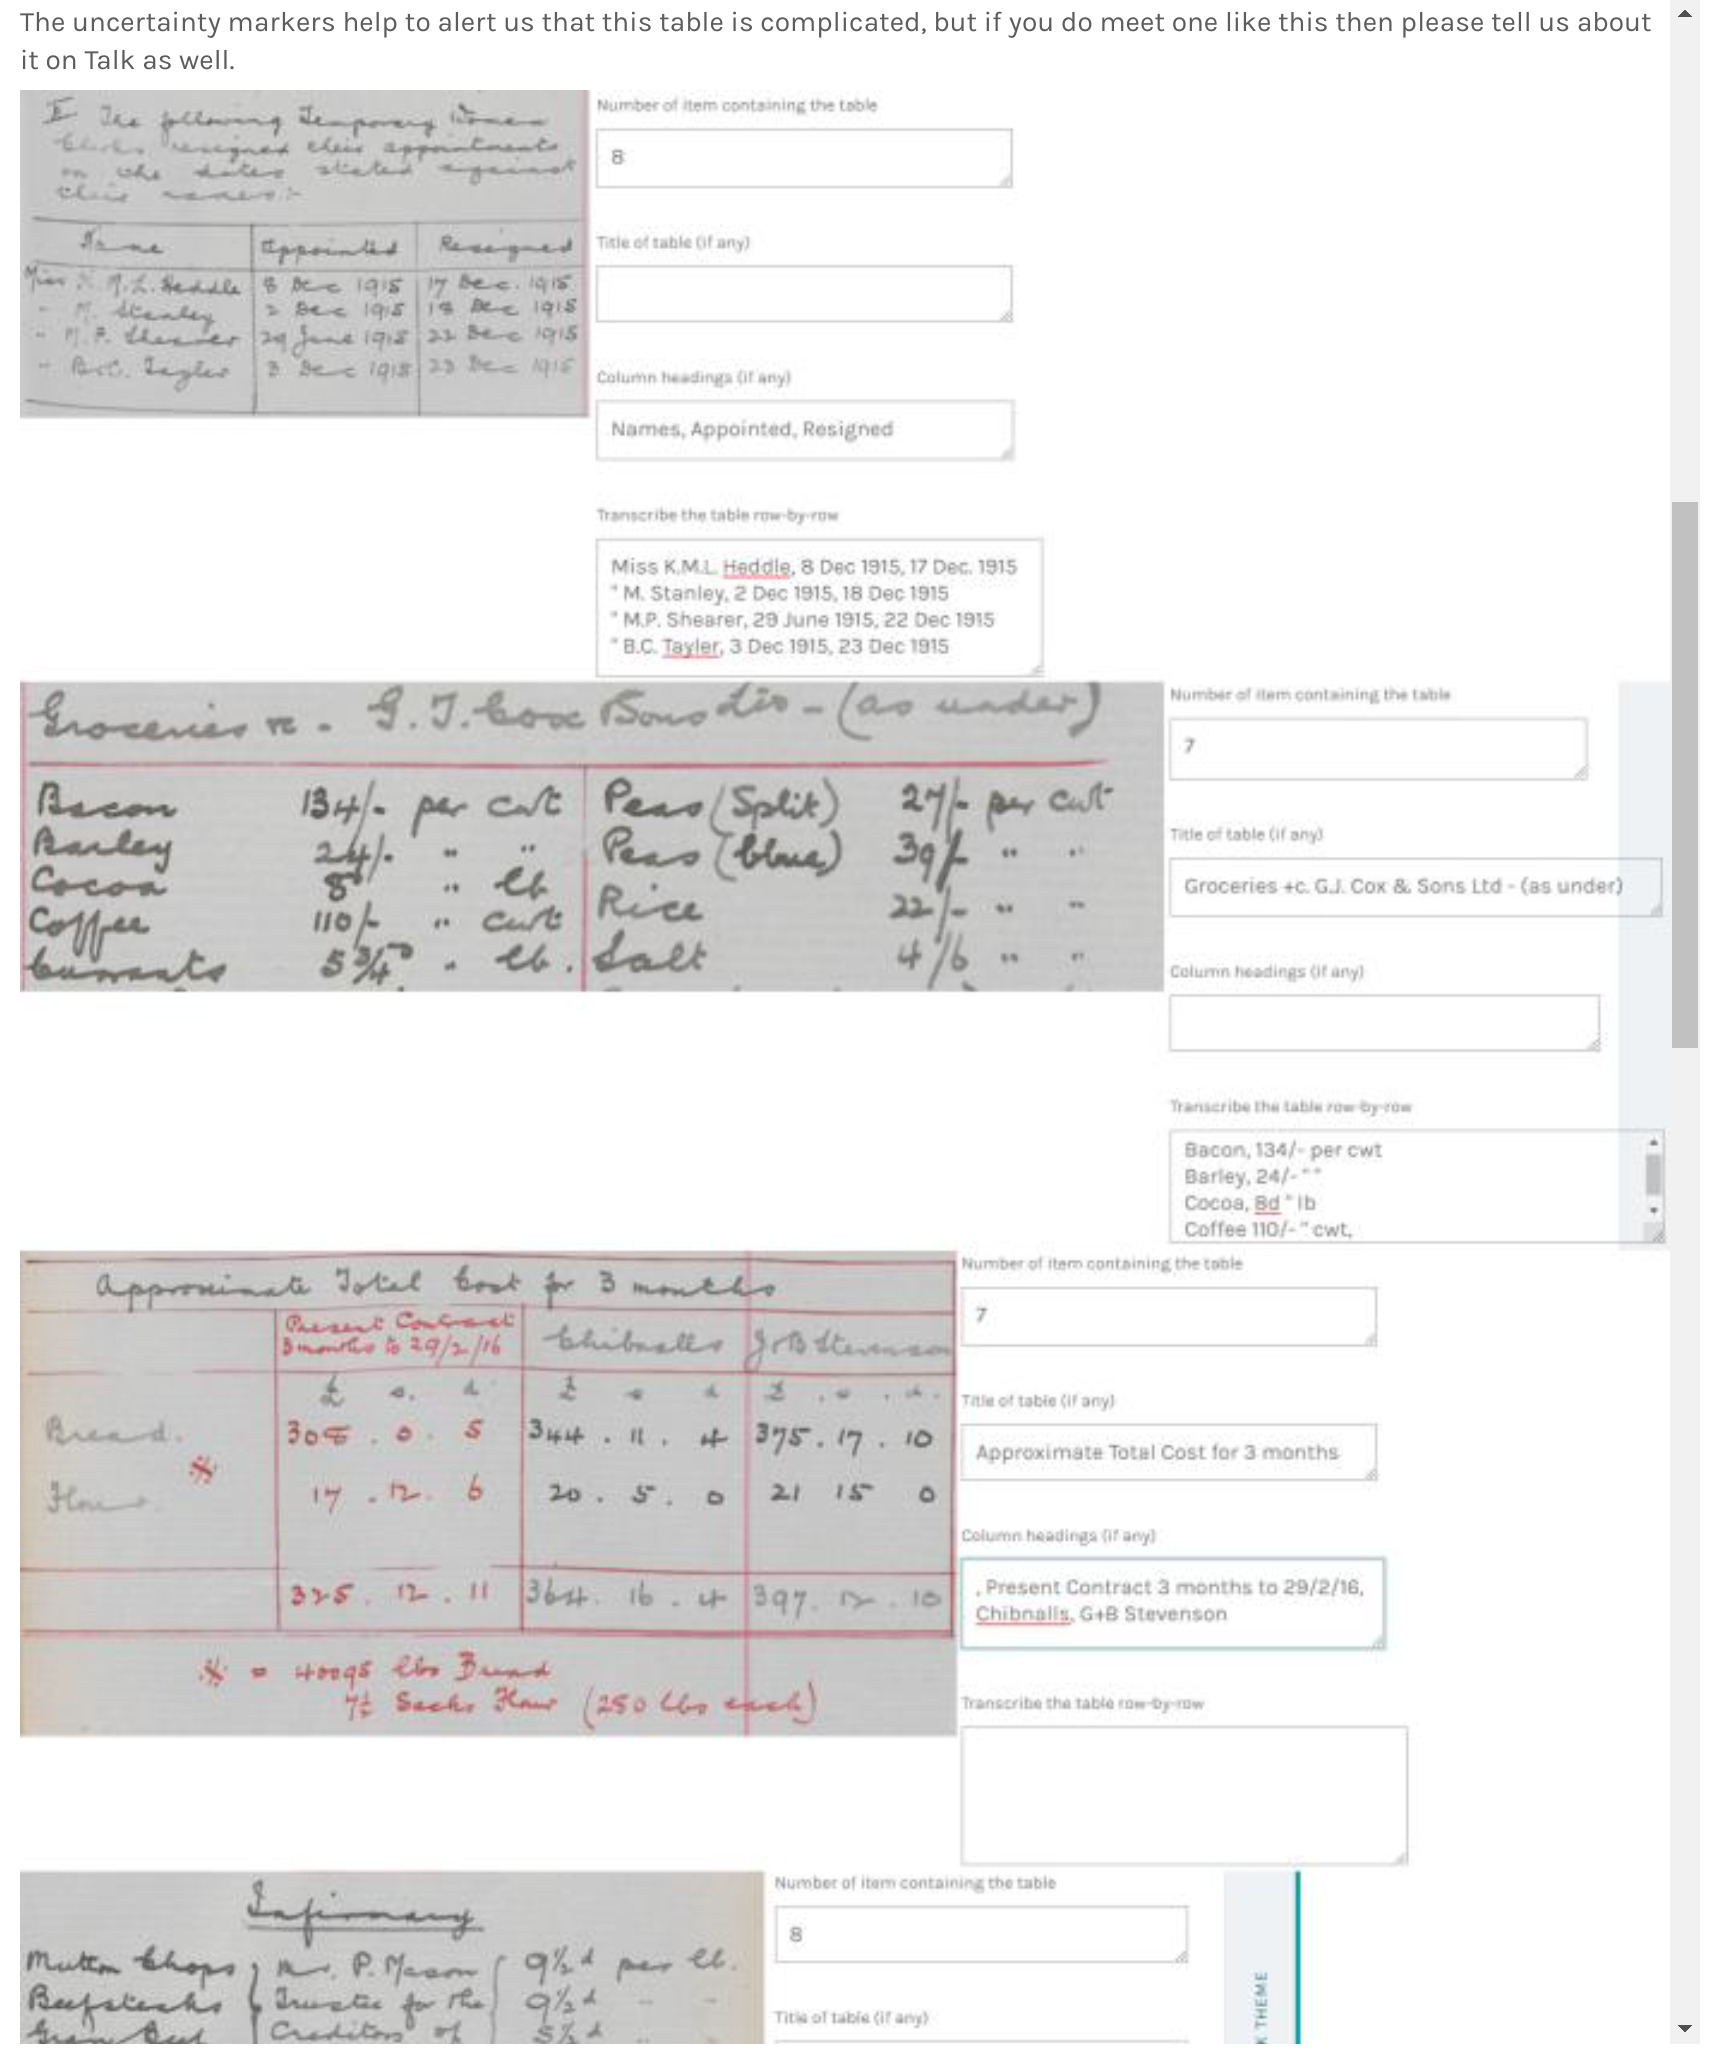 The uncertainty markers help to alert us that this table is complicated, but if you do meet one like this then please tell us about
it on Talk as well.
I The following Temporary Women
Clerks resigned their appointments
on the dates stated against
their names:-
Name Appointed Resigned
Miss K.M.L. Heddle 8 Dec 1915 17 Dec. 1915
" M. Stanley 2 Dec 1915 18 Dec 1915
" M.P. Shearer 29 June 1915 22 Dec 1915
" B.C. Tayler 3 Dec 1915 23 Dec 1915
Number of item containing the table
8
Title of table (if any)
Column headings (if any)
Names, Appointed, Resigned
Transcribe the table row-by-row
Miss K.M.L. Heddle, 8 Dec 1915, 17 Dec. 1915
" M. Stanley, 2 Dec 1915, 18 Dec 1915
" M.P. Shearer, 29 June 1915, 22 Dec 1915
" B.C. Tayler, 3 Dec 1915, 23 Dec 1915
Groceries - G.J. Cox & Sons Ltd - (as under)
Bacon 134/- per cwt Peas (Split) 27/- per cwt
Barley 24/- " " Peas (blue) 39/- " "
Cocoa 8d " lb Rice 22/- " "
Coffee 110/- " cwt
Currants 5 3/4d " lb. Salt 4/6 " "
Number of item containing the table
7
Title of table (if any)
Groceries +c. G.J. Cox & Sons Ltd - (as under)
Column headings (if any)
Transcribe the table row-by-row
Bacon, 134/- per cwt
Barley, 24/- " "
Cocoa, 8d " lb
Coffee 110/- " cwt,
Approximate Total Cost for 3 months
Present Contract
3 months to 29/2/16 Chibnalls G+B Stevenson
£ s. d. £ s d £ . s . d.
Bread. 308 . 0 . 5 344 . 11 . 4 375 . 17 . 10
Flour. 17 . 12 . 6 20 . 5 . 0 21 15 0
325 . 12 . 11 364 . 16 . 4 397 . 12 . 10
= 40095 lbs Bread
7½ Sacks Flour (250 lbs each)
Number of item containing the table
7
Title of table (if any)
Approximate Total Cost for 3 months
Column headings (if any)
, Present Contract 3 months to 29/2/16,
Chibnalls, G+B Stevenson
Transcribe the table row-by-row
Infirmary
Mutton Chops Mr. P. Mason 9½d per lb.
Beefsteaks Trustee for the 9½d " "
Gravy Beef Creditors of 5½d " "
Number of item containing the table
8
Title of table (if any)
THEME